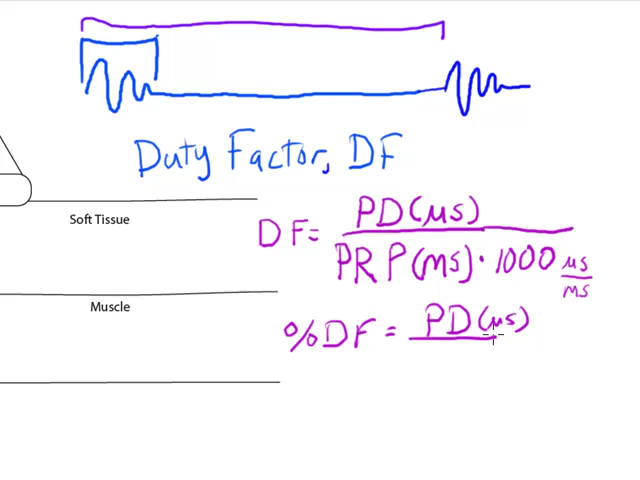 Duty Factor, DF
Soft Tissue
DF = PD(μs)
PRP(ms) · 1000 μs
ms
Muscle
%DF = PD(μs)